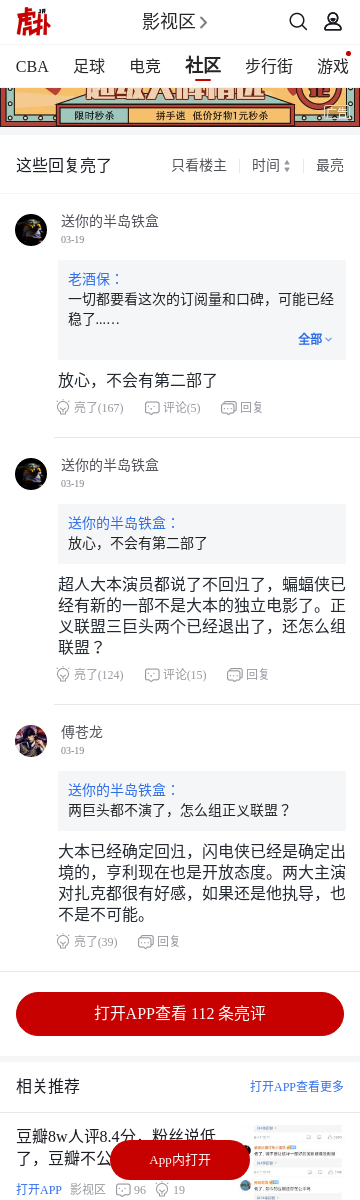 影视区
CBA 足球 电竞 社区 步行街 游戏
限时秒杀 拼手速 低价好物1元秒杀 广告
这些回复亮了 只看楼主 时间 最亮
送你的半岛铁盒
03-19
老酒保：
一切都要看这次的订阅量和口碑，可能已经
稳了...…
全部
放心，不会有第二部了
亮了(167) 评论(5) 回复
送你的半岛铁盒
03-19
送你的半岛铁盒：
放心，不会有第二部了
超人大本演员都说了不回归了，蝙蝠侠已
经有新的一部不是大本的独立电影了。正
义联盟三巨头两个已经退出了，还怎么组
联盟？
亮了(124) 评论(15) 回复
傅苍龙
03-19
送你的半岛铁盒：
两巨头都不演了，怎么组正义联盟？
大本已经确定回归，闪电侠已经是确定出
境的，亨利现在也是开放态度。两大主演
对扎克都很有好感，如果还是他执导，也
不是不可能。
亮了(39) 回复
打开APP查看 112 条亮评
相关推荐 打开APP查看更多
豆瓣8w人评8.4分，粉丝说低
了，豆瓣不公
App内打开
打开APP 影视区 96 19